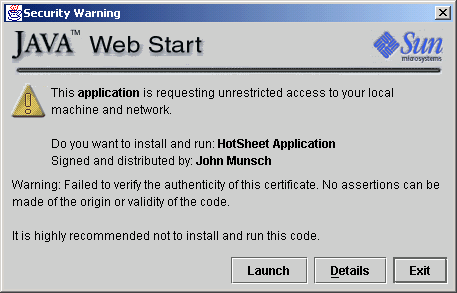 Security Warning
JAVA™ Web Start
Sun
microsystems
This application is requesting unrestricted access to your local
machine and network.
Do you want to install and run: HotSheet Application
Signed and distributed by: John Munsch
Warning: Failed to verify the authenticity of this certificate. No assertions can be
made of the origin or validity of the code.
It is highly recommended not to install and run this code.
Launch Details Exit